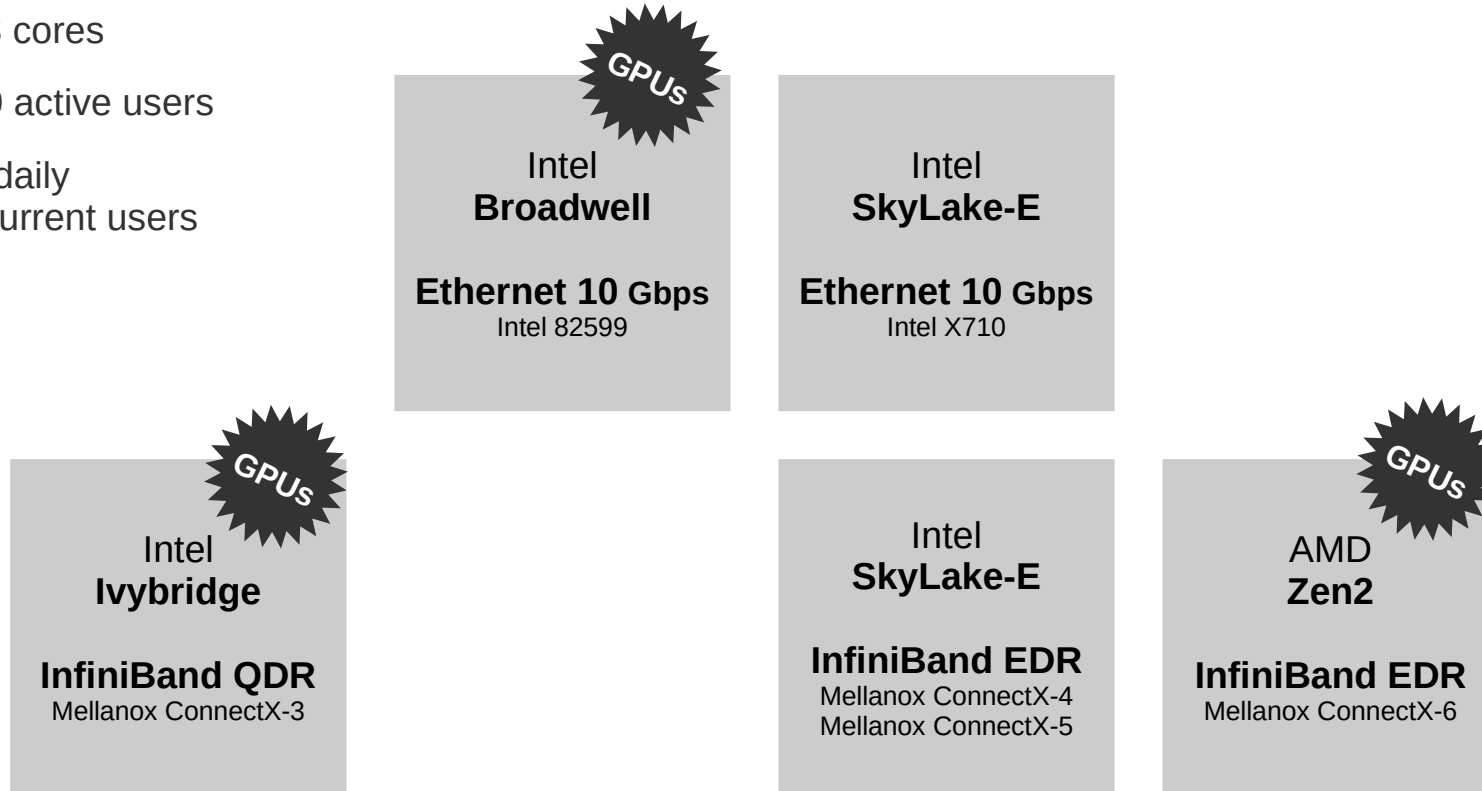 cores
active users
daily
urrent users
GPUs
Intel
Broadwell
Ethernet 10 Gbps
Intel 82599
Intel
SkyLake-E
Ethernet 10 Gbps
Intel X710
GPUs
Intel
Ivybridge
InfiniBand QDR
Mellanox ConnectX-3
Intel
SkyLake-E
InfiniBand EDR
Mellanox ConnectX-4
Mellanox ConnectX-5
GPUs
AMD
Zen2
InfiniBand EDR
Mellanox ConnectX-6